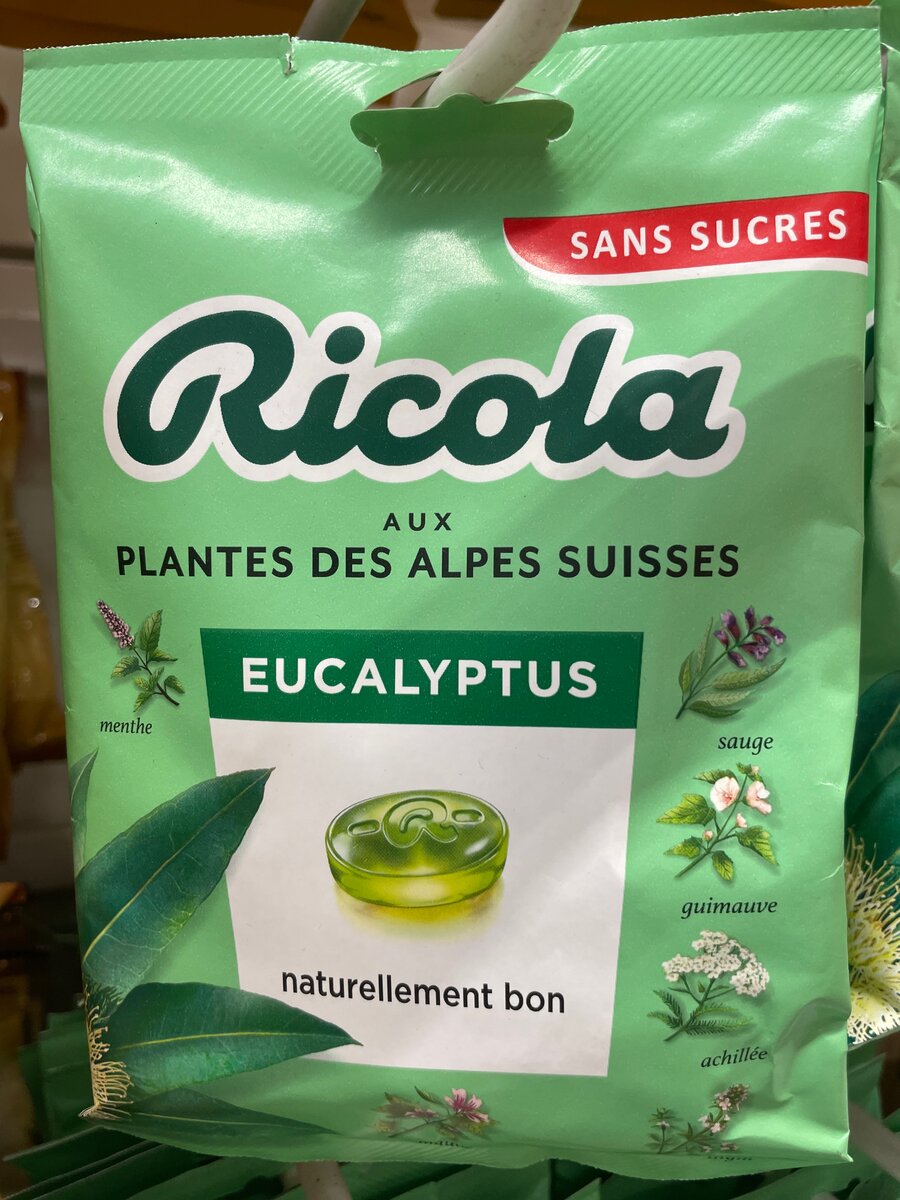 SANS SUCRES
Ricola
AUX
PLANTES DES ALPES SUISSES
EUCALYPTUS
menthe
sauge
guimauve
naturellement bon
achillée